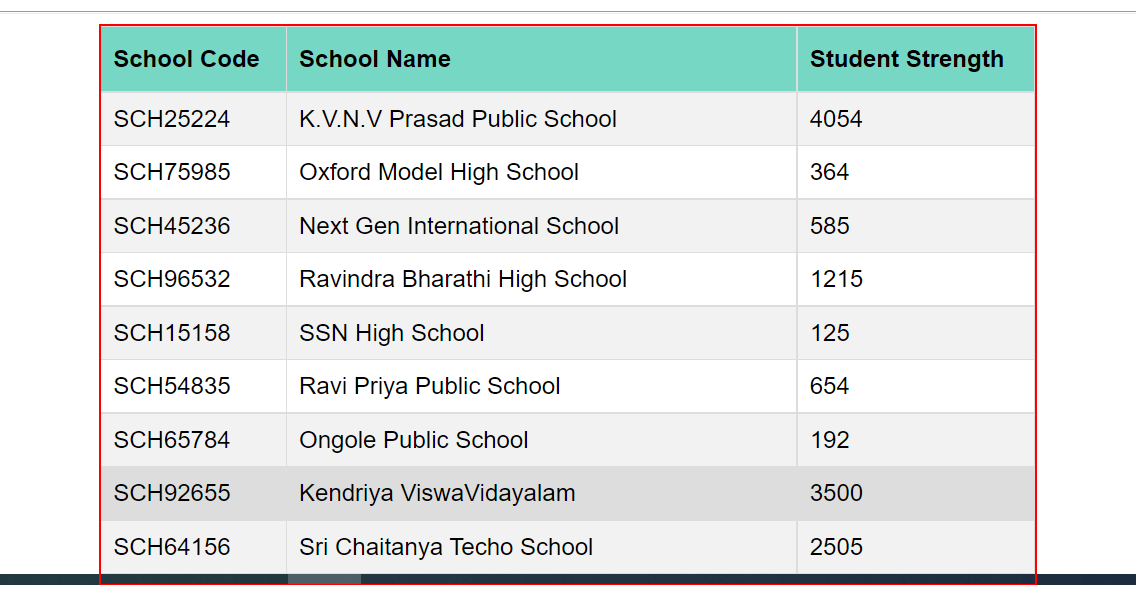 School Code School Name Student Strength
SCH25224 K.V.N.V Prasad Public School 4054
SCH75985 Oxford Model High School 364
SCH45236 Next Gen International School 585
SCH96532 Ravindra Bharathi High School 1215
SCH15158 SSN High School 125
SCH54835 Ravi Priya Public School 654
SCH65784 Ongole Public School 192
SCH92655 Kendriya ViswaVidayalam 3500
SCH64156 Sri Chaitanya Techo School 2505